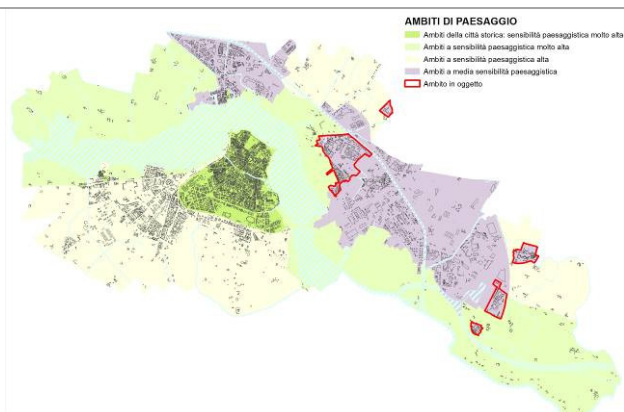 AMBITI DI PAESAGGIO
Ambiti della città storica: sensibilità paesaggistica molto alta
Ambiti a sensibilità paesaggistica molto alta
Ambiti a sensibilità paesaggistica alta
Ambiti a media sensibilità paesaggistica
Ambito in oggetto